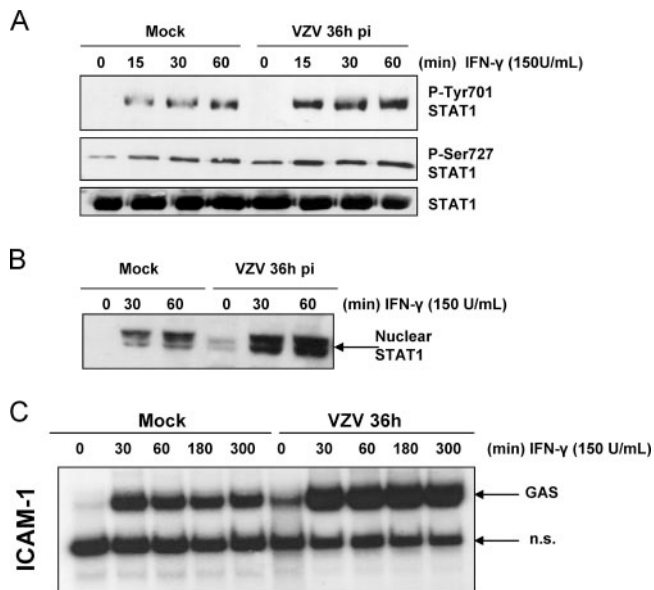 A
Mock VZV 36h pi
0 15 30 60 0 15 30 60 (min) IFN-γ (150U/mL)
P-Tyr701
STAT1
P-Ser727
STAT1
STAT1
B
Mock VZV 36h pi
0 30 60 0 30 60 (min) IFN-γ (150 U/mL)
Nuclear
STAT1
C
Mock VZV 36h
0 30 60 180 300 0 30 60 180 300 (min) IFN-γ (150 U/mL)
ICAM-1
GAS
n.s.